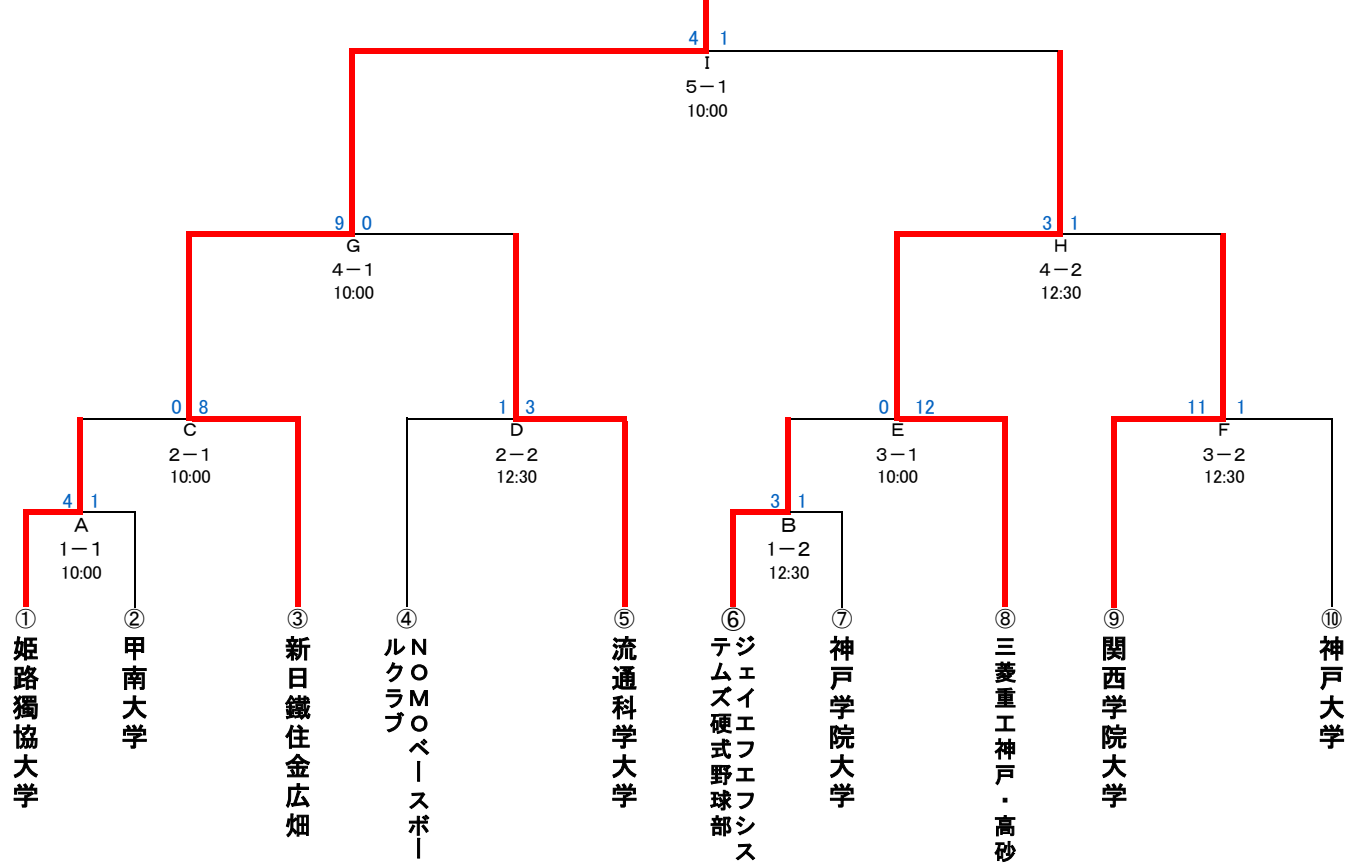 4 1
I
5－1
10:00
9 0
G
4－1
10:00
3 1
H
4－2
12:30
0 8
C
2－1
10:00
1 3
D
2－2
12:30
0 12
E
3－1
10:00
11 1
F
3－2
12:30
4 1
A
1－1
10:00
3 1
B
1－2
12:30
①
姫路獨協大学
②
甲南大学
③
新日鐵住金広畑
④
NOMOベースボー
ルクラブ
⑤
流通科学大学
⑥
ジェイエフエフシス
テムズ硬式野球部
⑦
神戸学院大学
⑧
三菱重工神戸・高砂
⑨
関西学院大学
⑩
神戸大学